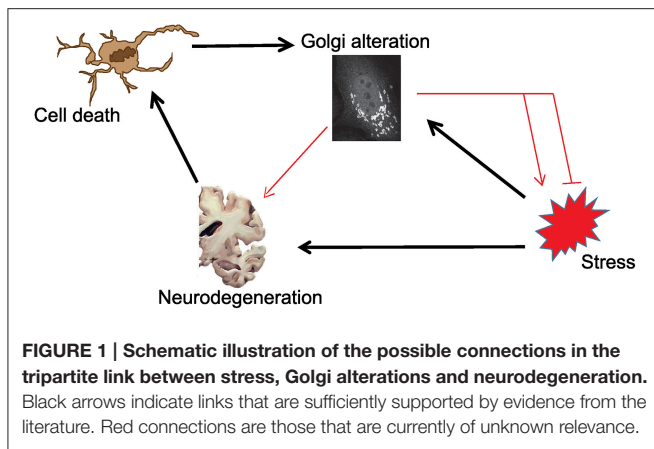 Golgi alteration
Cell death
Stress
Neurodegeneration
FIGURE 1 | Schematic illustration of the possible connections in the
tripartite link between stress, Golgi alterations and neurodegeneration.
Black arrows indicate links that are sufficiently supported by evidence from the
literature. Red connections are those that are currently of unknown relevance.